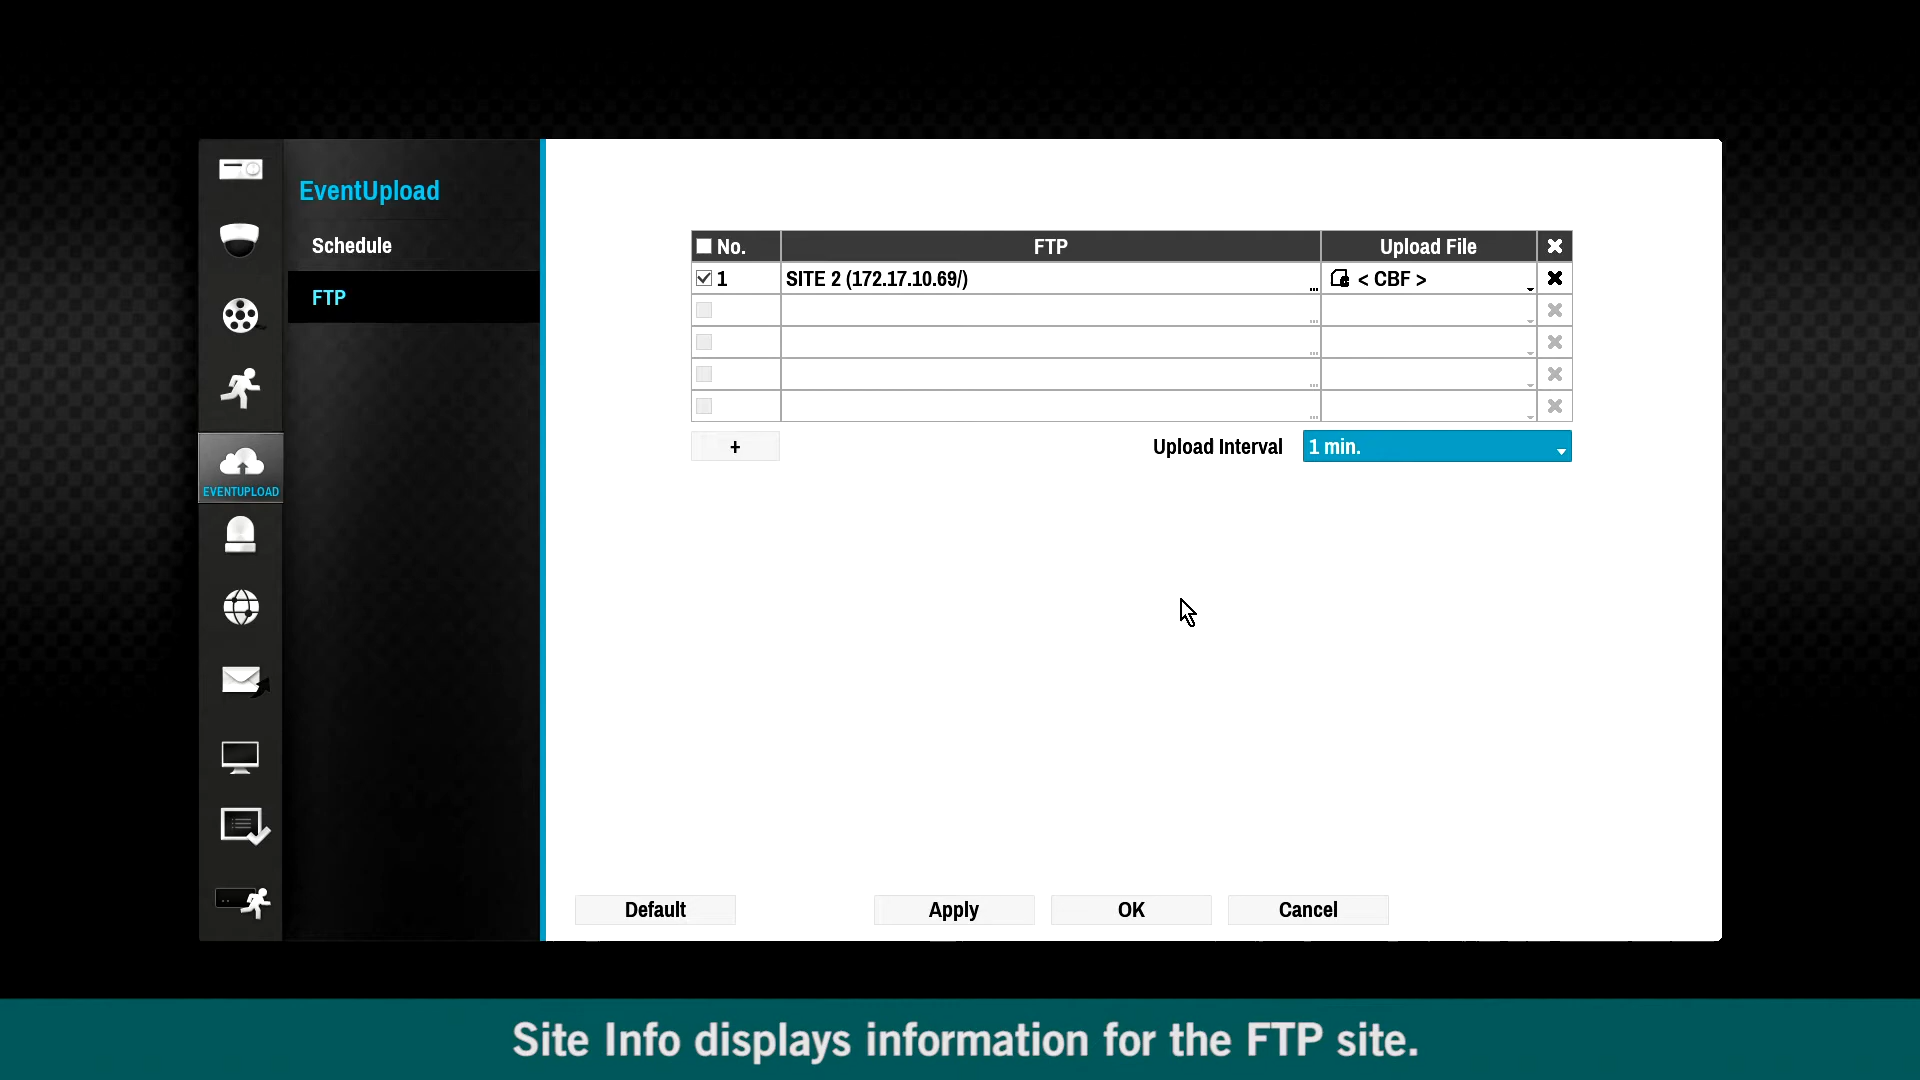 EventUpload
Schedule
FTP
EVENTUPLOAD
No. FTP Upload File
1 SITE 2 (172.17.10.69/) ... < CBF >
+ Upload Interval 1 min.
Default Apply OK Cancel
Site Info displays information for the FTP site.